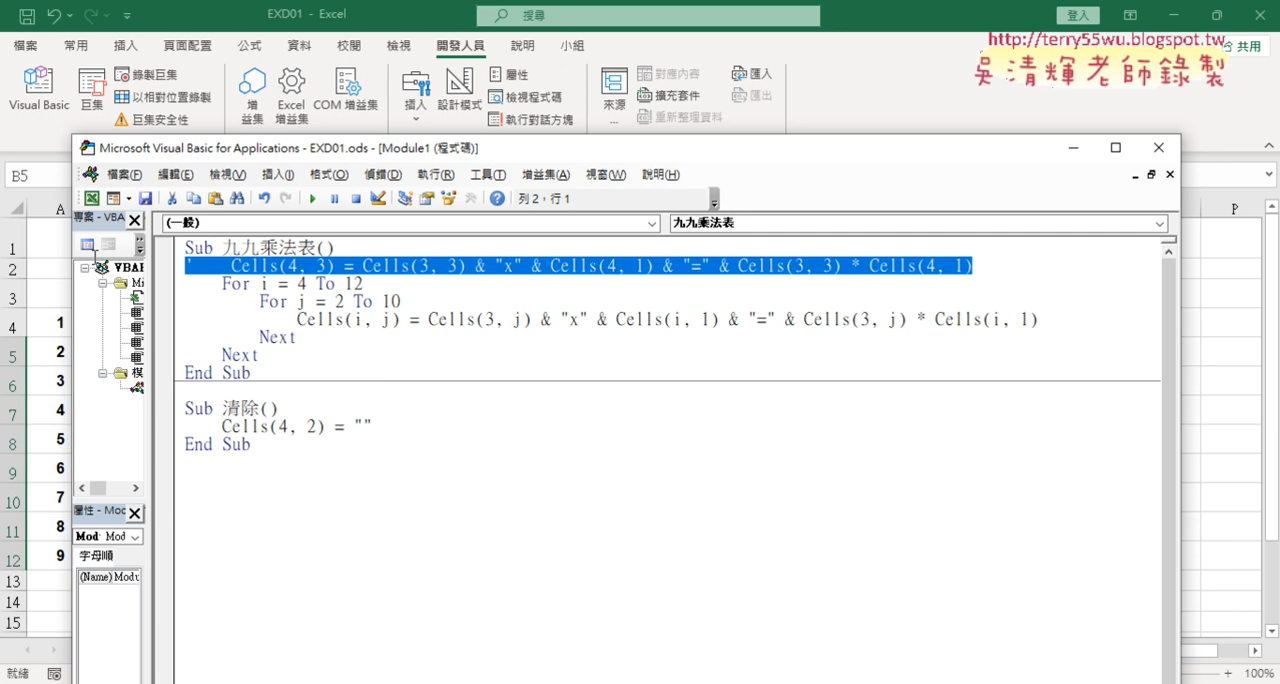 EXD01 - Excel
搜尋
登入
檔案 常用 插入 頁面配置 公式 資料 校閱 檢視 開發人員 說明 小組
共用
http://terry55wu.blogspot.tw
吳清輝老師錄製
Visual Basic
巨集
錄製巨集
以相對位置錄製
巨集安全性
增益集
Excel 增益集
COM 增益集
插入
設計模式
屬性
檢視程式碼
執行對話方塊
來源
...
對應內容
擴充套件
重新整理資料
匯入
匯出
B5
Microsoft Visual Basic for Applications - EXD01.ods - [Module1 (程式碼)]
檔案(F) 編輯(E) 檢視(V) 插入(I) 格式(O) 偵錯(D) 執行(R) 工具(T) 增益集(A) 視窗(W) 說明(H)
列 2，行 1
專案 - VBA
(一般)
九九乘法表
A
P
VBAI
Mi
模
Sub 九九乘法表()
'    Cells(4, 3) = Cells(3, 3) & "x" & Cells(4, 1) & "=" & Cells(3, 3) * Cells(4, 1)
For i = 4 To 12
For j = 2 To 10
Cells(i, j) = Cells(3, j) & "x" & Cells(i, 1) & "=" & Cells(3, j) * Cells(i, 1)
Next
Next
End Sub
Sub 清除()
Cells(4, 2) = ""
End Sub
1
2
3
4 1
5 2
6 3
7 4
8 5
9 6
10 7
11 8
12 9
13
14
15
屬性 - Mod
Mod Mod
字母順
(Name) Modu
就緒
100%